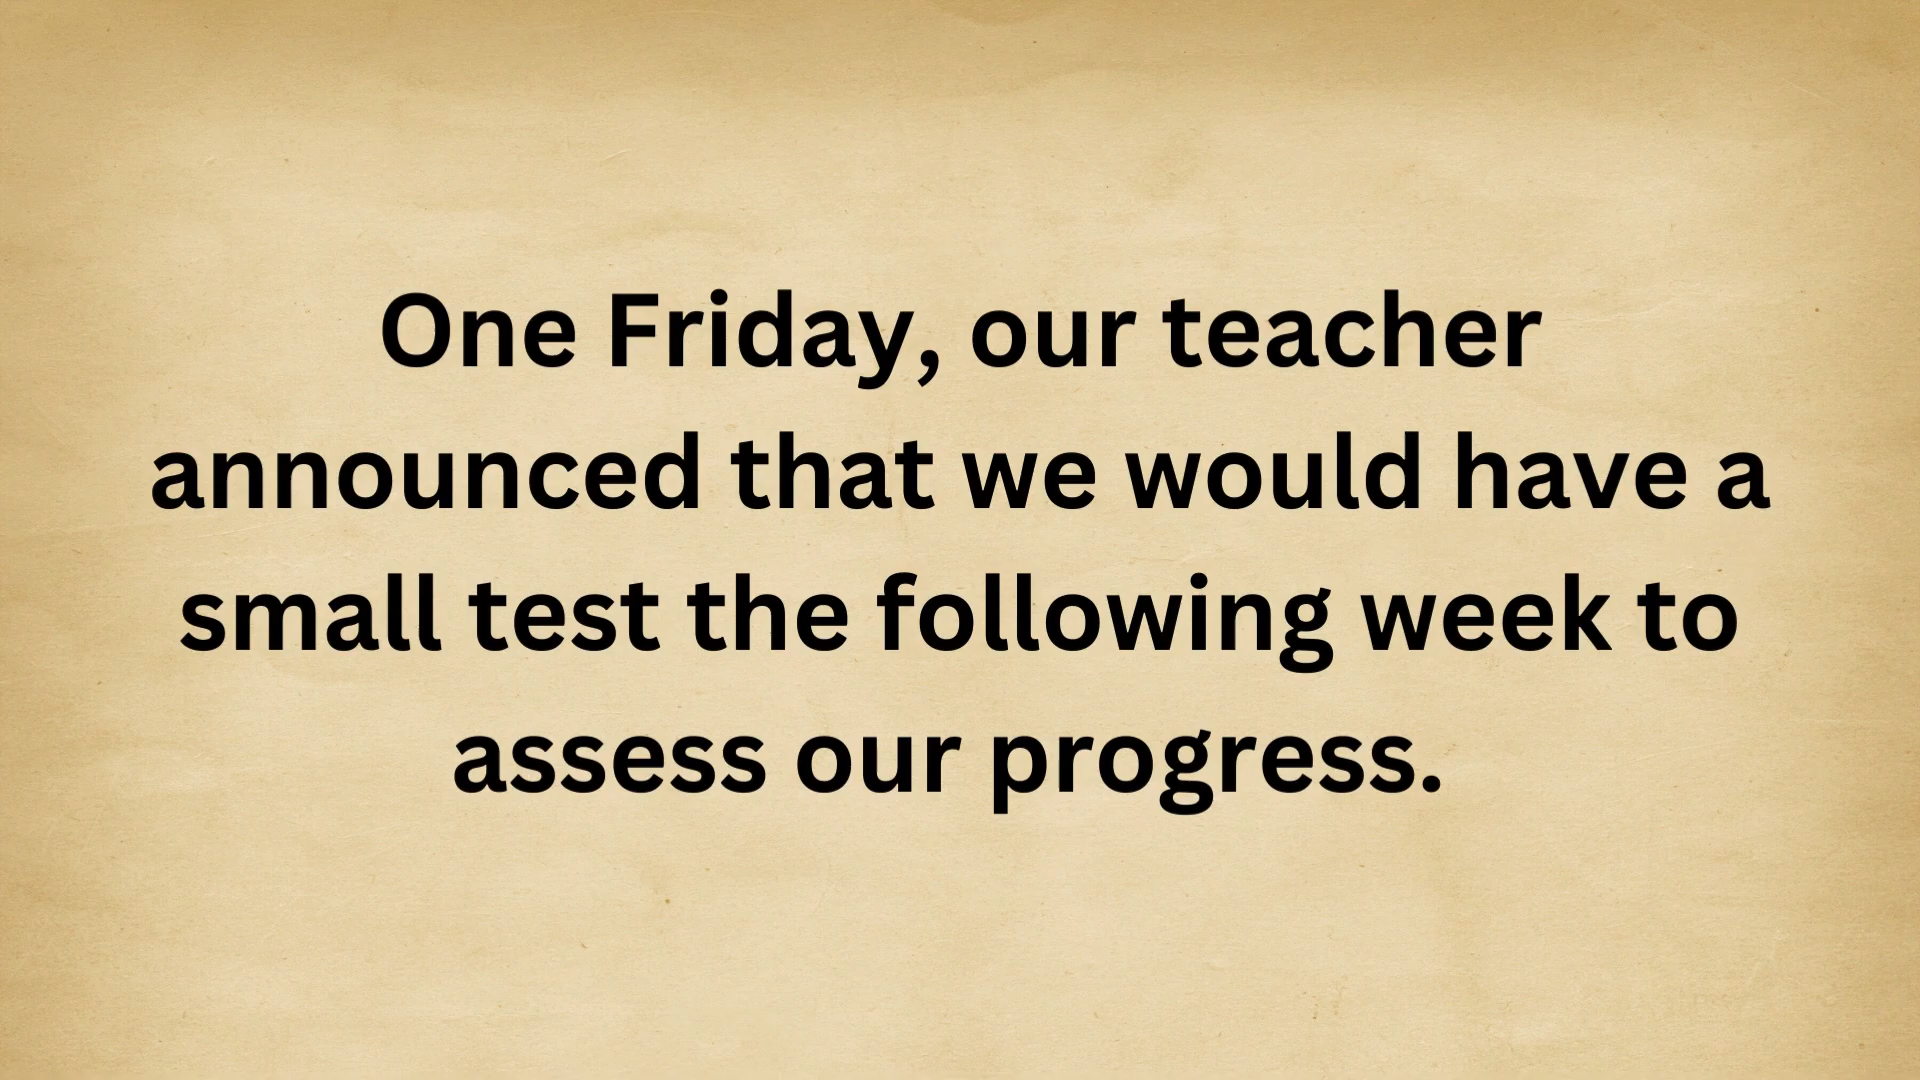 One Friday, our teacher
announced that we would have a
small test the following week to
assess our progress.